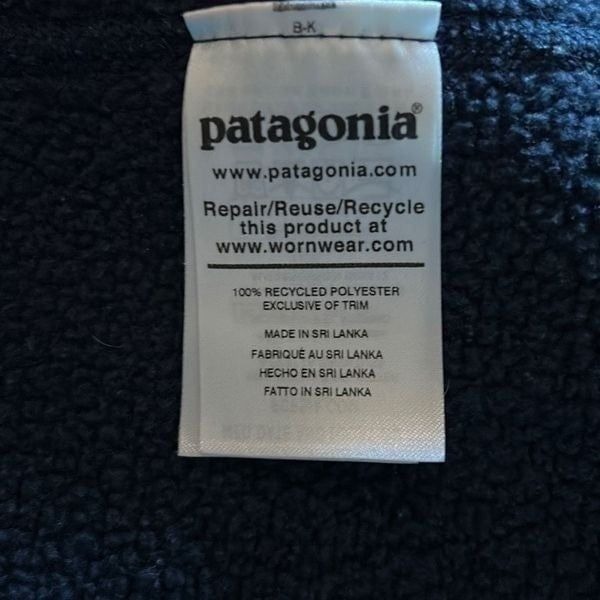 B-K
patagonia®
www.patagonia.com
Repair/Reuse/Recycle
this product at
www.wornwear.com
100% RECYCLED POLYESTER
EXCLUSIVE OF TRIM
MADE IN SRI LANKA
FABRIQUÉ AU SRI LANKA
HECHO EN SRI LANKA
FATTO IN SRI LANKA